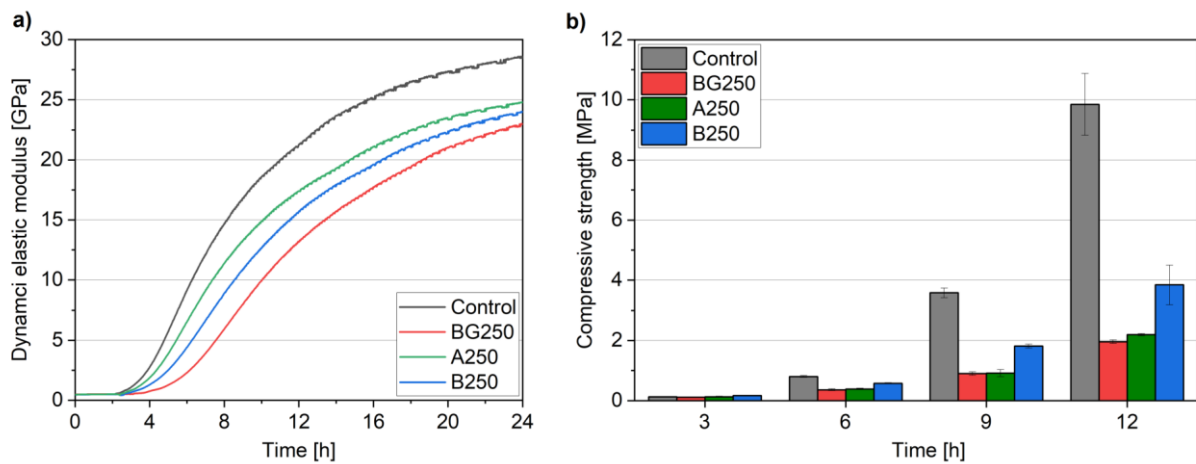 a)
Dynamci elastic modulus [GPa]
30
25
20
15
10
5
0
0 4 8 12 16 20 24
Time [h]
Control
BG250
A250
B250
b)
Compressive strength [MPa]
12
10
8
6
4
2
0
3 6 9 12
Time [h]
Control
BG250
A250
B250